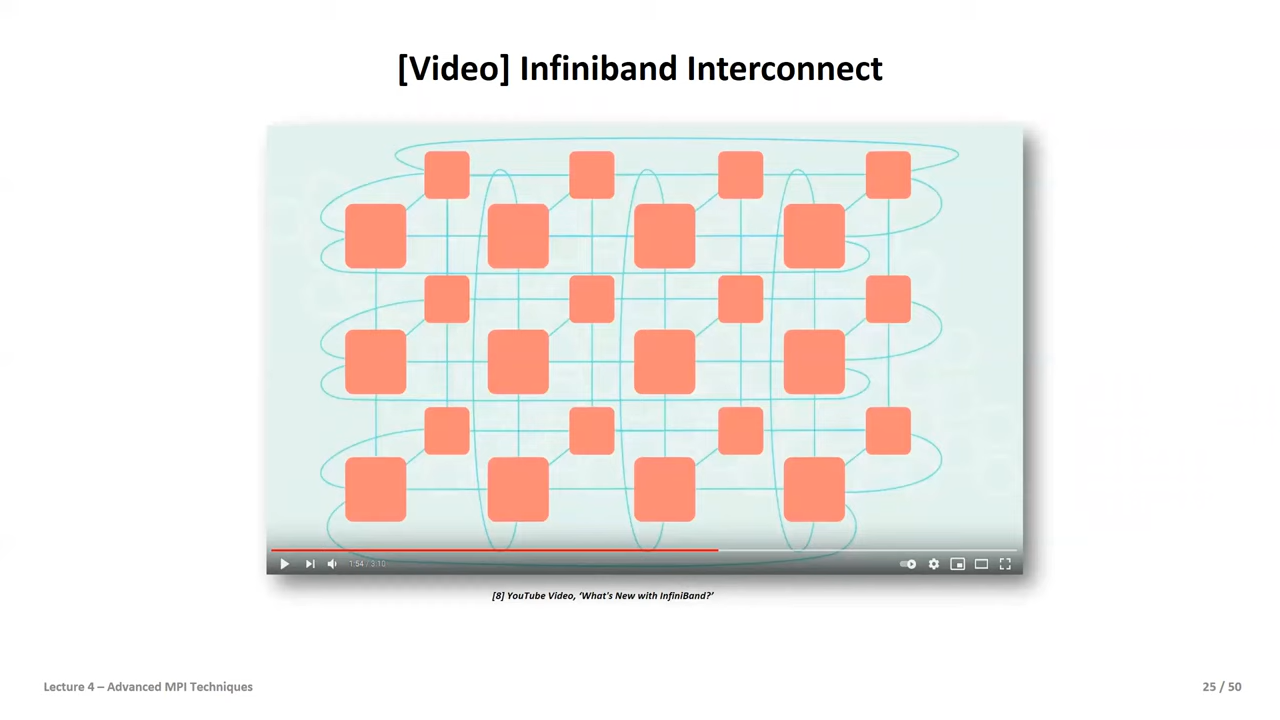 [Video] Infiniband Interconnect
1:54 / 3:10
[8] YouTube Video, ‘What's New with InfiniBand?’
Lecture 4 – Advanced MPI Techniques
25 / 50